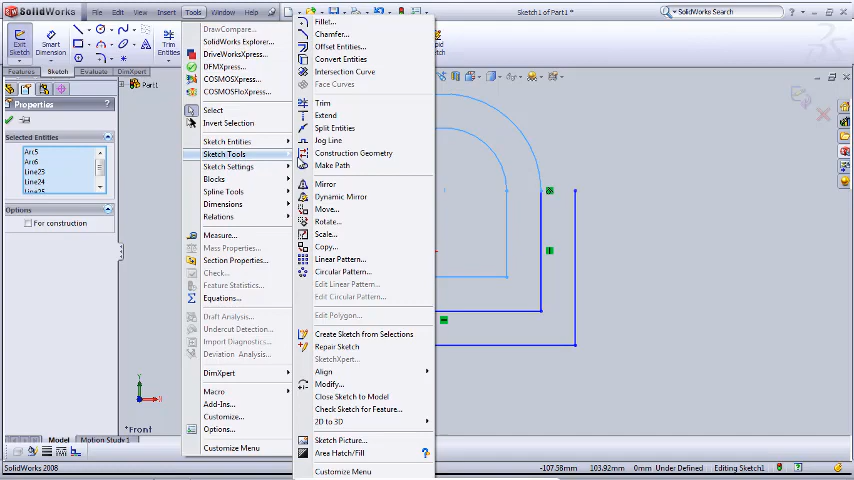 SolidWorks File Edit View Insert Tools Window Sketch1 of Part1 * SolidWorks Search
Exit
Sketch
Smart
Dimension
Trim
Entities
Features Sketch Evaluate DimXpert
Properties
Selected Entities
Arc5
Arc6
Line23
Line24
Line25
Options
For construction
Part1
DrawCompare...
SolidWorks Explorer...
DriveWorksXpress...
DFMXpress...
COSMOSXpress...
COSMOSFloXpress...
Select
Invert Selection
Sketch Entities
Sketch Tools
Sketch Settings
Blocks
Spline Tools
Dimensions
Relations
Measure...
Mass Properties...
Section Properties...
Check...
Feature Statistics...
Equations...
Draft Analysis...
Undercut Detection...
Import Diagnostics...
Deviation Analysis...
DimXpert
Macro
Add-Ins...
Customize...
Options...
Customize Menu
Fillet...
Chamfer...
Offset Entities...
Convert Entities
Intersection Curve
Face Curves
Trim
Extend
Split Entities
Jog Line
Construction Geometry
Make Path
Mirror
Dynamic Mirror
Move...
Rotate...
Scale...
Copy...
Linear Pattern...
Circular Pattern...
Edit Linear Pattern...
Edit Circular Pattern...
Edit Polygon...
Create Sketch from Selections
Repair Sketch
SketchXpert...
Align
Modify...
Close Sketch to Model
Check Sketch for Feature...
2D to 3D
Sketch Picture...
Area Hatch/Fill
Customize Menu
*Front
Model Motion Study 1
SolidWorks 2008 -107.58mm 103.92mm 0mm Under Defined Editing Sketch1